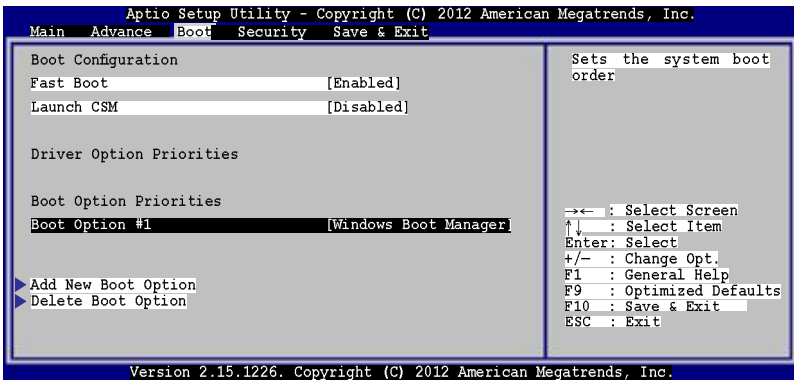 Aptio Setup Utility - Copyright (C) 2012 American Megatrends, Inc.
Main Advance Boot Security Save & Exit
Boot Configuration
Fast Boot [Enabled]
Launch CSM [Disabled]
Driver Option Priorities
Boot Option Priorities
Boot Option #1 [Windows Boot Manager]
Add New Boot Option
Delete Boot Option
Sets the system boot
order
→← : Select Screen
↑↓ : Select Item
Enter: Select
+/- : Change Opt.
F1 : General Help
F9 : Optimized Defaults
F10 : Save & Exit
ESC : Exit
Version 2.15.1226. Copyright (C) 2012 American Megatrends, Inc.